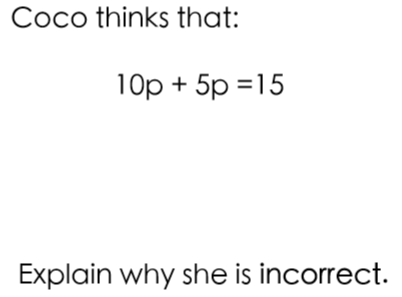 Coco thinks that:
10p + 5p =15
Explain why she is incorrect.